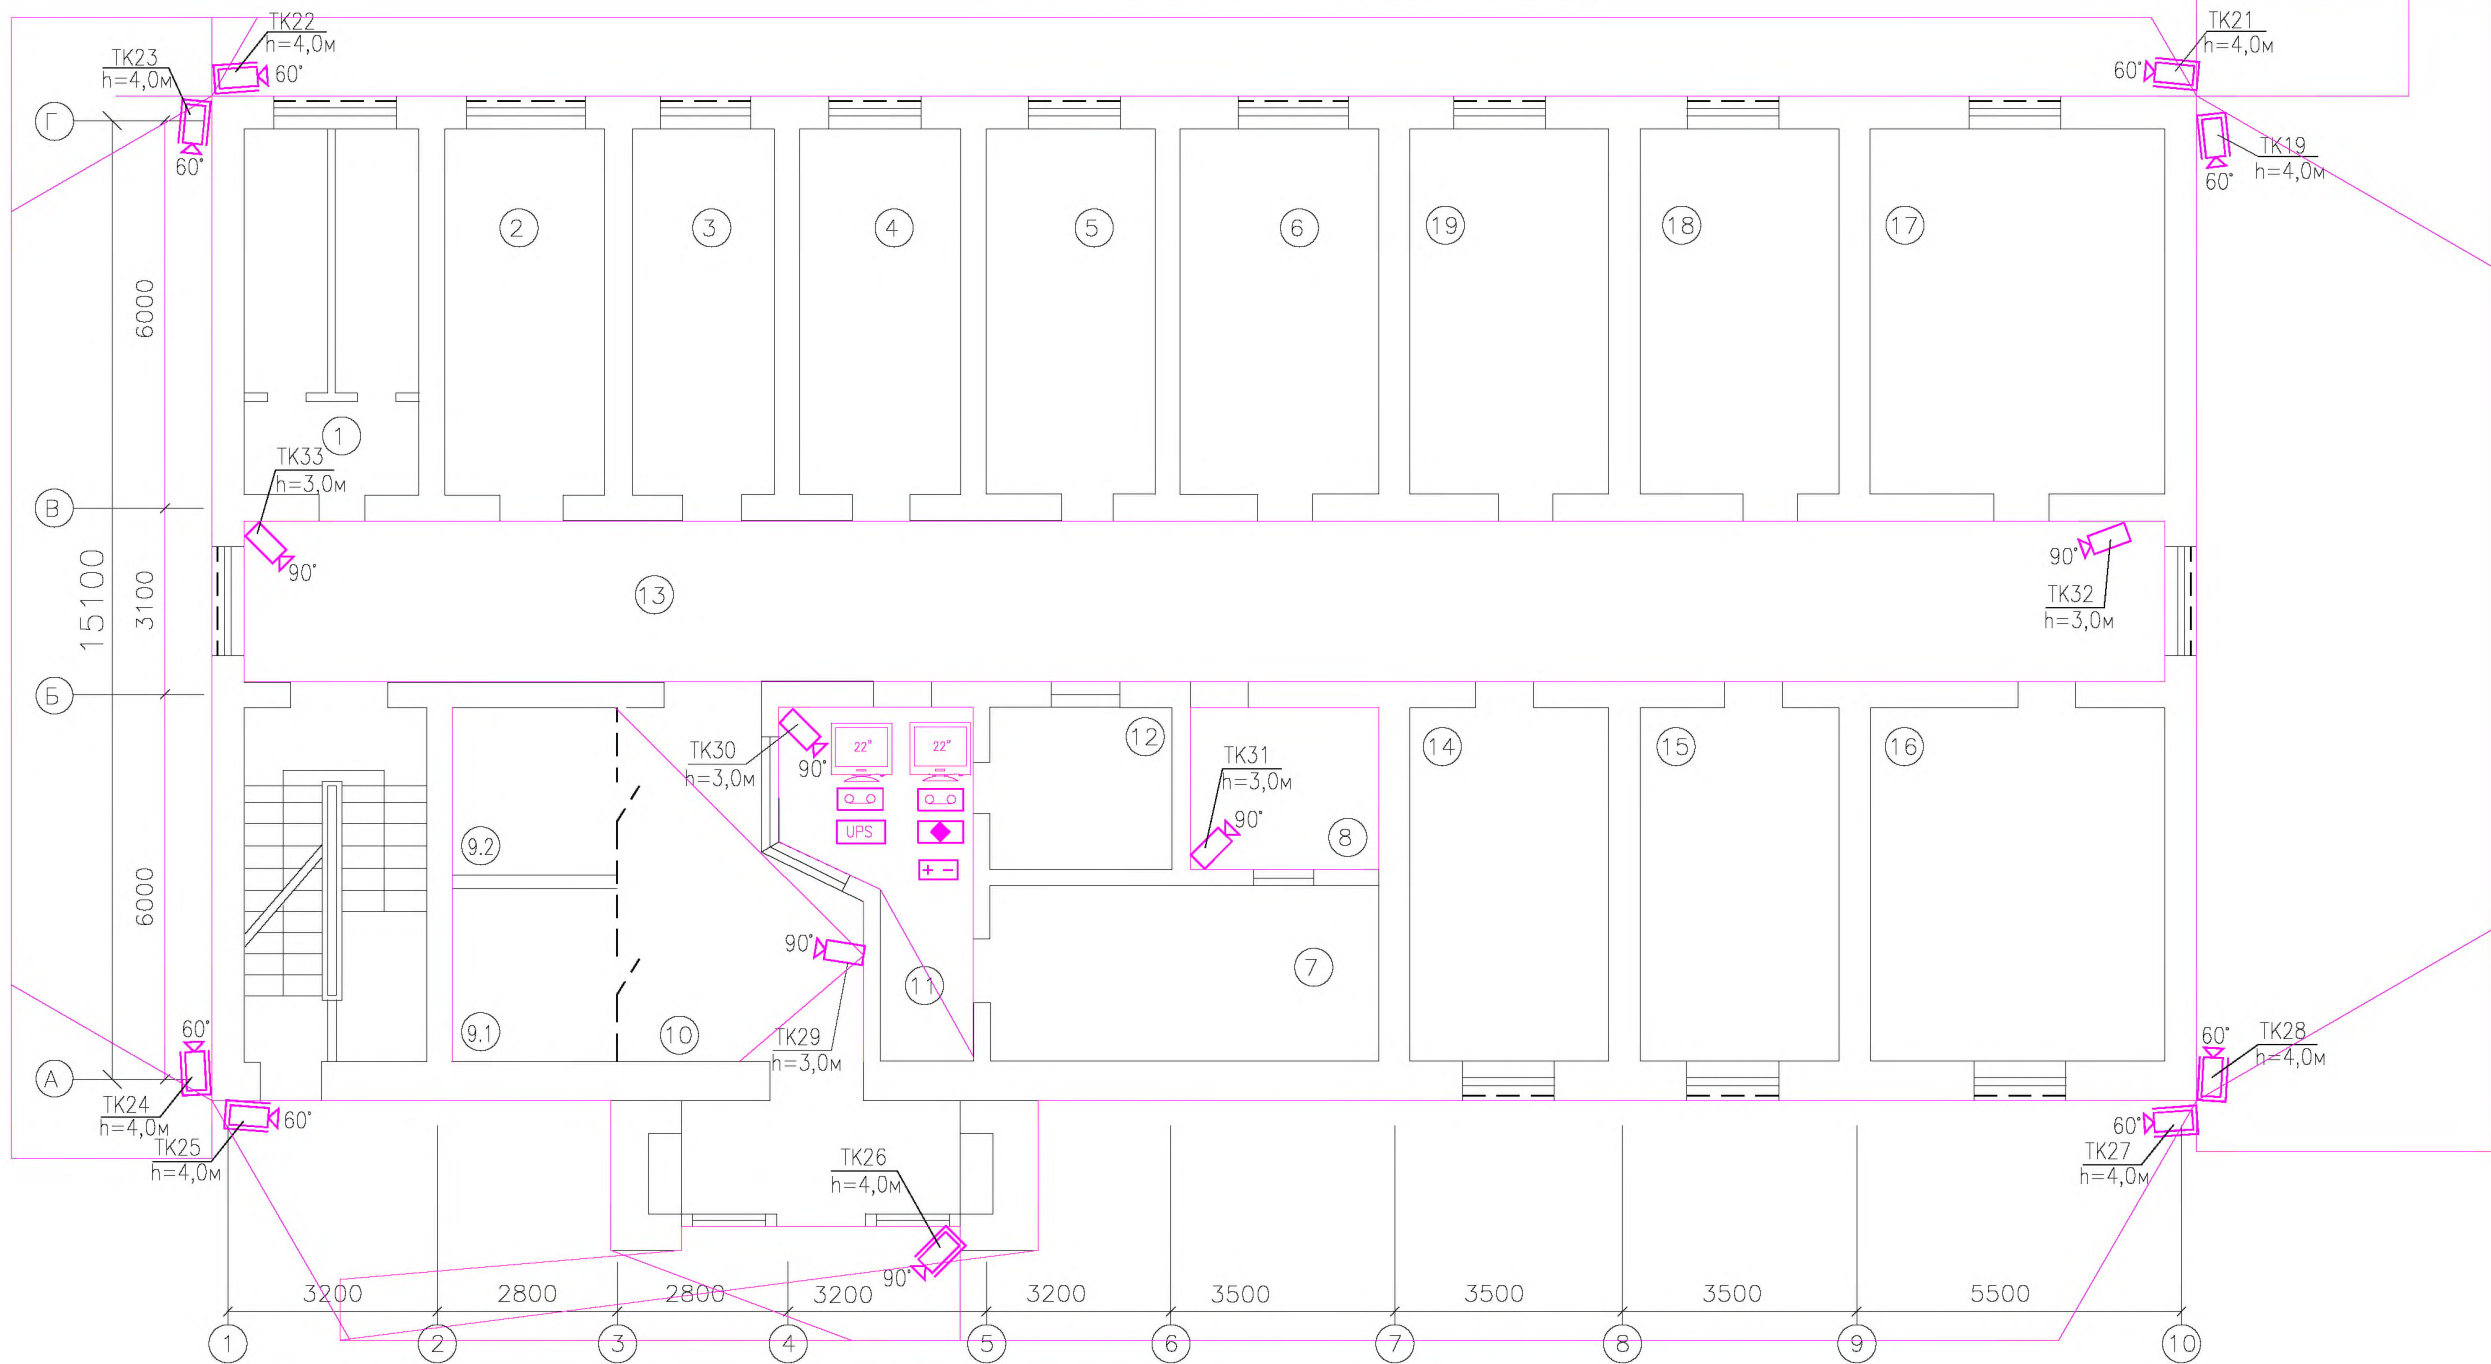 ТК22
h=4,0м
60°
ТК23
h=4,0м
60°
ТК21
h=4,0м
60°
ТК19
h=4,0м
60°
Г
В
Б
А
6000
3100
6000
15100
2
3
4
5
6
19
18
17
1
ТК33
h=3,0м
90°
13
90°
ТК32
h=3,0м
ТК30
h=3,0м
90°
22"
22"
UPS
+ -
12
ТК31
h=3,0м
90°
8
14
15
16
9.2
9.1
10
90°
ТК29
h=3,0м
11
7
60°
ТК24
h=4,0м
ТК25
h=4,0м
60°
ТК26
h=4,0м
90°
60°
ТК28
h=4,0м
60°
ТК27
h=4,0м
3200
2800
2800
3200
3200
3500
3500
3500
5500
1
2
3
4
5
6
7
8
9
10